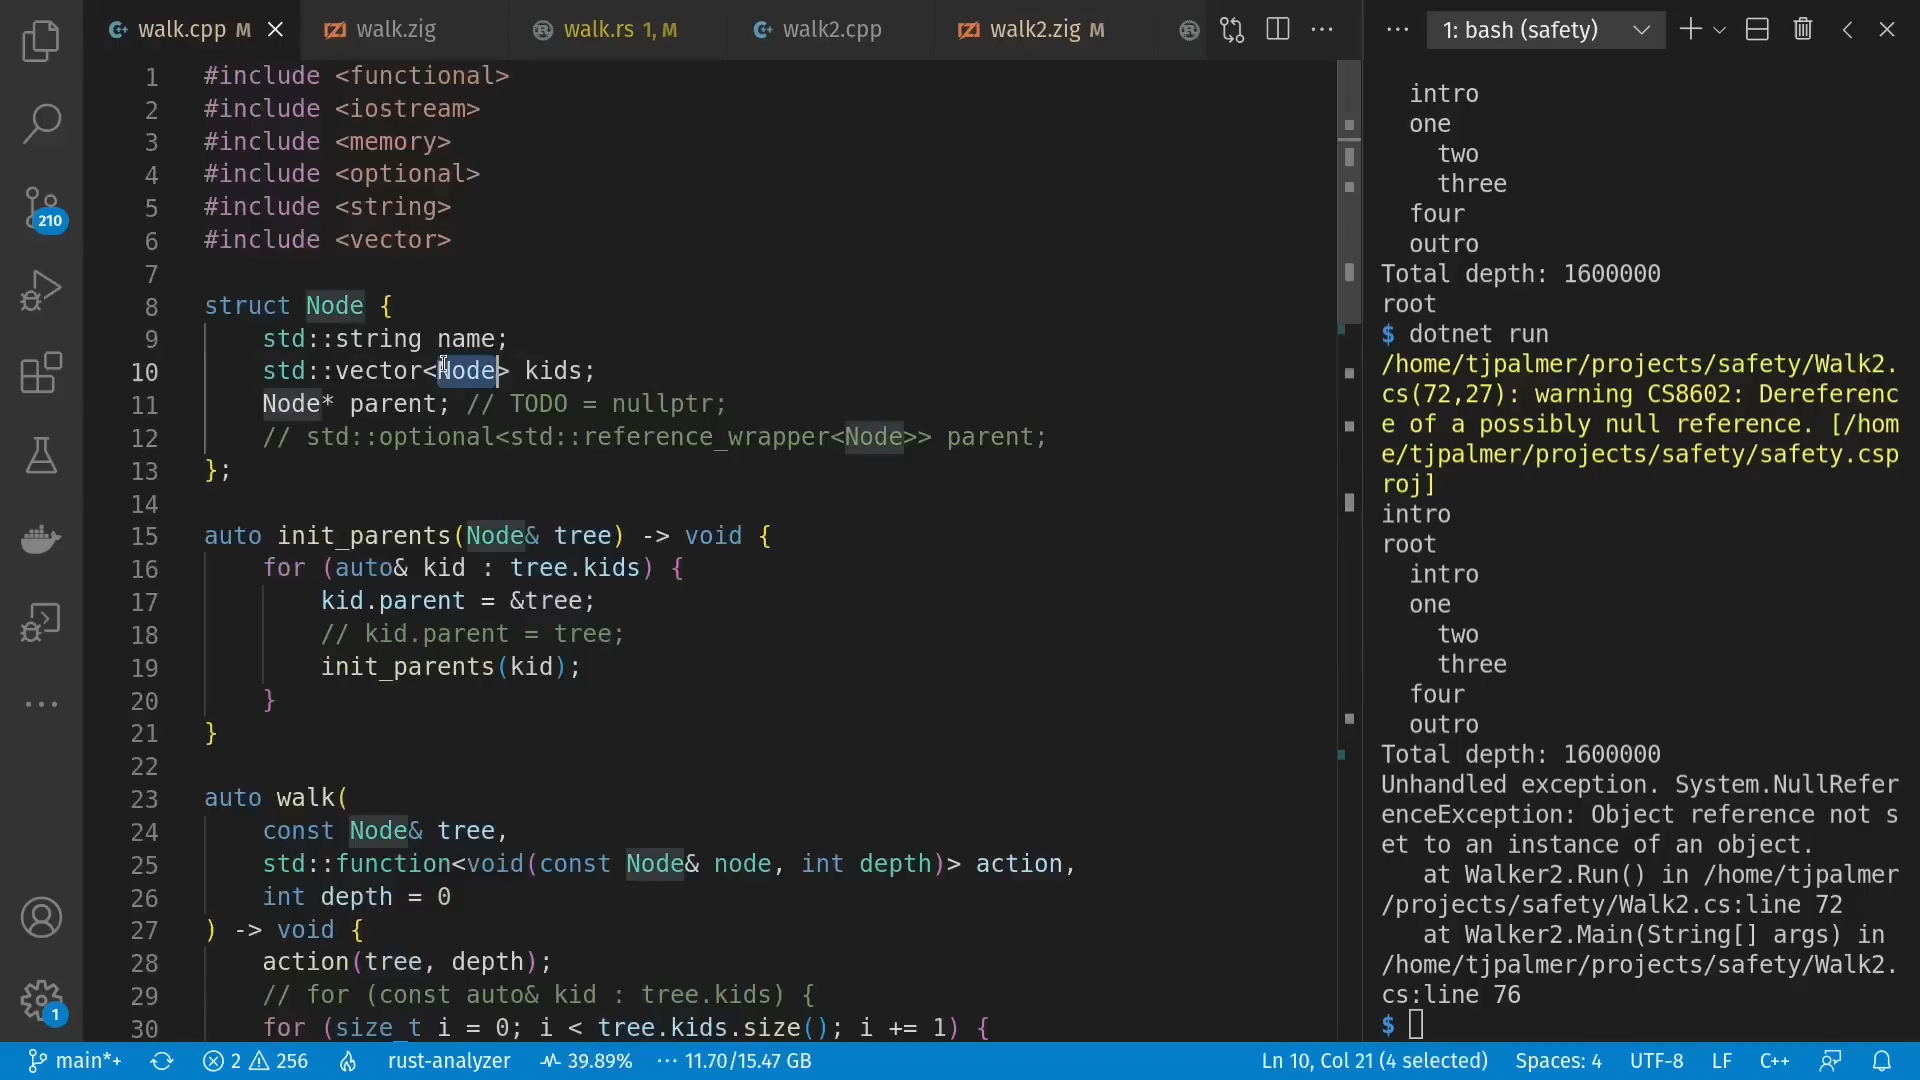 walk.cpp M
walk.zig
walk.rs 1, M
walk2.cpp
walk2.zig M
1: bash (safety)
1 #include <functional>
2 #include <iostream>
3 #include <memory>
4 #include <optional>
5 #include <string>
6 #include <vector>
7
8 struct Node {
9 std::string name;
10 std::vector<Node> kids;
11 Node* parent; // TODO = nullptr;
12 // std::optional<std::reference_wrapper<Node>> parent;
13 };
14
15 auto init_parents(Node& tree) -> void {
16 for (auto& kid : tree.kids) {
17 kid.parent = &tree;
18 // kid.parent = tree;
19 init_parents(kid);
20 }
21 }
22
23 auto walk(
24 const Node& tree,
25 std::function<void(const Node& node, int depth)> action,
26 int depth = 0
27 ) -> void {
28 action(tree, depth);
29 // for (const auto& kid : tree.kids) {
30 for (size_t i = 0; i < tree.kids.size(); i += 1) {
intro
one
two
three
four
outro
Total depth: 1600000
root
$ dotnet run
/home/tjpalmer/projects/safety/Walk2.
cs(72,27): warning CS8602: Dereferenc
e of a possibly null reference. [/hom
e/tjpalmer/projects/safety/safety.csp
roj]
intro
root
intro
one
two
three
four
outro
Total depth: 1600000
Unhandled exception. System.NullRefer
enceException: Object reference not s
et to an instance of an object.
at Walker2.Run() in /home/tjpalmer
/projects/safety/Walk2.cs:line 72
at Walker2.Main(String[] args) in
/home/tjpalmer/projects/safety/Walk2.
cs:line 76
$
210
1
main*+
2 256
rust-analyzer
39.89%
11.70/15.47 GB
Ln 10, Col 21 (4 selected)
Spaces: 4
UTF-8
LF
C++